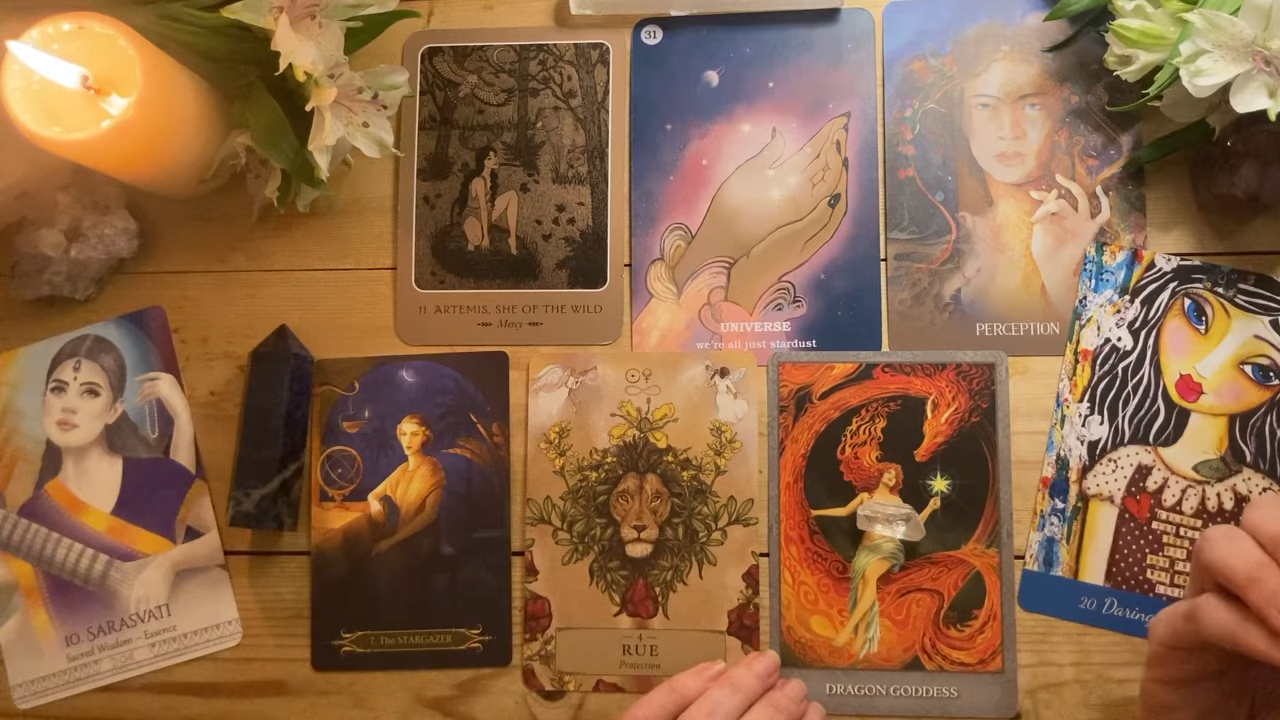 11. ARTEMIS, SHE OF THE WILD
Mercy
31
UNIVERSE
we're all just stardust
PERCEPTION
10. SARASVATI
Sacred Wisdom – Essence
7. The STARGAZER
4
RUE
Protection
DRAGON GODDESS
20 Daring